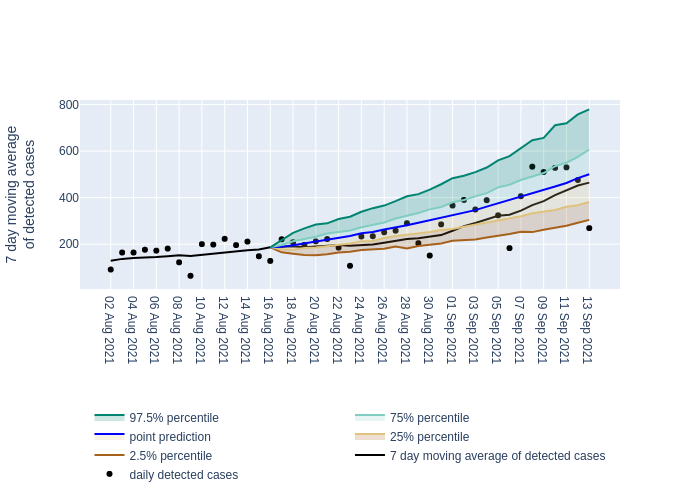 7 day moving average
of detected cases
800
600
400
200
02 Aug 2021
04 Aug 2021
06 Aug 2021
08 Aug 2021
10 Aug 2021
12 Aug 2021
14 Aug 2021
16 Aug 2021
18 Aug 2021
20 Aug 2021
22 Aug 2021
24 Aug 2021
26 Aug 2021
28 Aug 2021
30 Aug 2021
01 Sep 2021
03 Sep 2021
05 Sep 2021
07 Sep 2021
09 Sep 2021
11 Sep 2021
13 Sep 2021
97.5% percentile
75% percentile
point prediction
25% percentile
2.5% percentile
7 day moving average of detected cases
daily detected cases